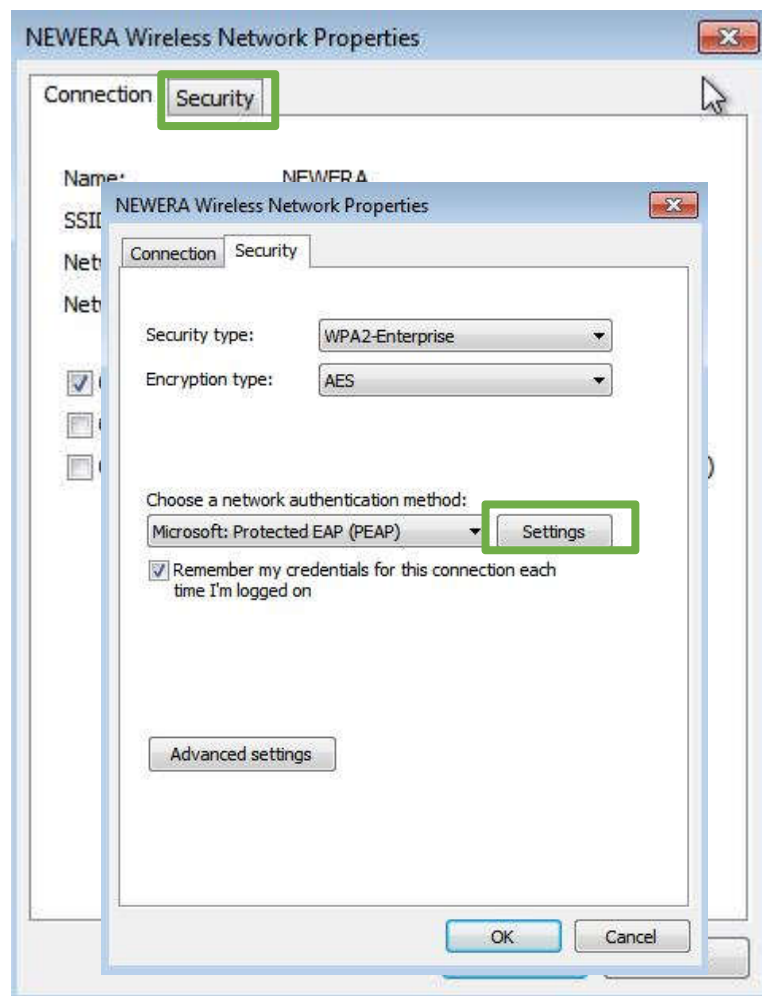 NEWERA Wireless Network Properties
Connection Security
Name: NEWERA
SSID
NEWERA Wireless Network Properties
Connection Security
Security type: WPA2-Enterprise
Encryption type: AES
Choose a network authentication method:
Microsoft: Protected EAP (PEAP) Settings
Remember my credentials for this connection each
time I'm logged on
Advanced settings
OK Cancel